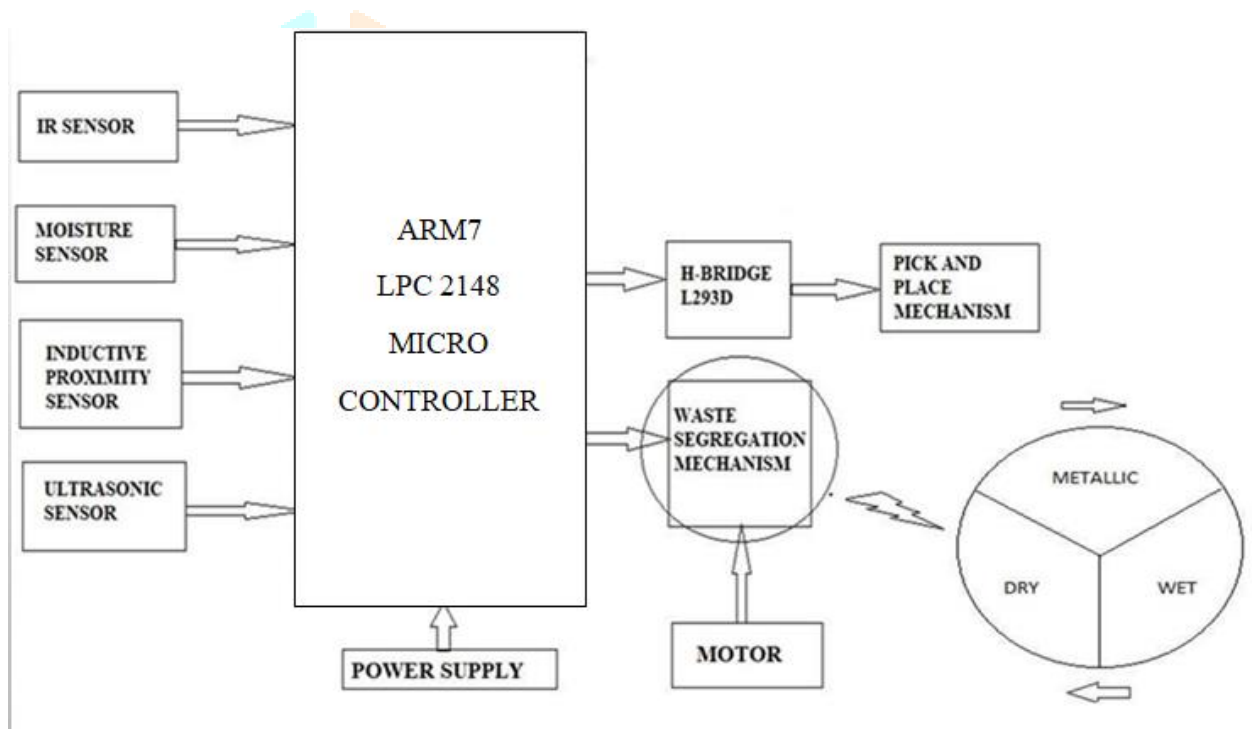 IR SENSOR
MOISTURE
SENSOR
INDUCTIVE
PROXIMITY
SENSOR
ULTRASONIC
SENSOR
ARM7
LPC 2148
MICRO
CONTROLLER
POWER SUPPLY
H-BRIDGE
L293D
PICK AND
PLACE
MECHANISM
WASTE
SEGREGATION
MECHANISM
MOTOR
METALLIC
DRY
WET